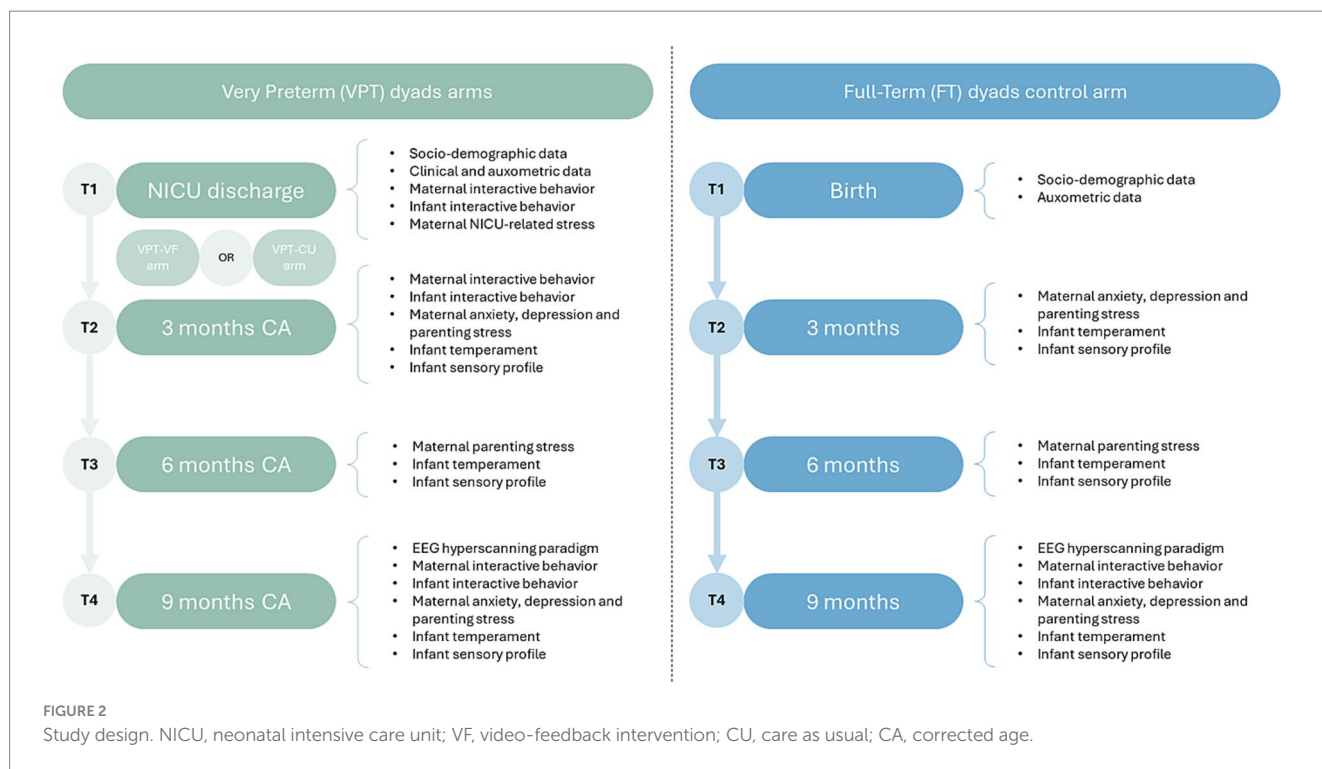 Very Preterm (VPT) dyads arms
T1
NICU discharge
• Socio-demographic data
• Clinical and auxometric data
• Maternal interactive behavior
• Infant interactive behavior
• Maternal NICU-related stress
VPT-VF
arm
OR
VPT-CU
arm
T2
3 months CA
• Maternal interactive behavior
• Infant interactive behavior
• Maternal anxiety, depression and
parenting stress
• Infant temperament
• Infant sensory profile
T3
6 months CA
• Maternal parenting stress
• Infant temperament
• Infant sensory profile
T4
9 months CA
• EEG hyperscanning paradigm
• Maternal interactive behavior
• Infant interactive behavior
• Maternal anxiety, depression and
parenting stress
• Infant temperament
• Infant sensory profile
Full-Term (FT) dyads control arm
T1
Birth
• Socio-demographic data
• Auxometric data
T2
3 months
• Maternal anxiety, depression and
parenting stress
• Infant temperament
• Infant sensory profile
T3
6 months
• Maternal parenting stress
• Infant temperament
• Infant sensory profile
T4
9 months
• EEG hyperscanning paradigm
• Maternal interactive behavior
• Infant interactive behavior
• Maternal anxiety, depression and
parenting stress
• Infant temperament
• Infant sensory profile
FIGURE 2
Study design. NICU, neonatal intensive care unit; VF, video-feedback intervention; CU, care as usual; CA, corrected age.